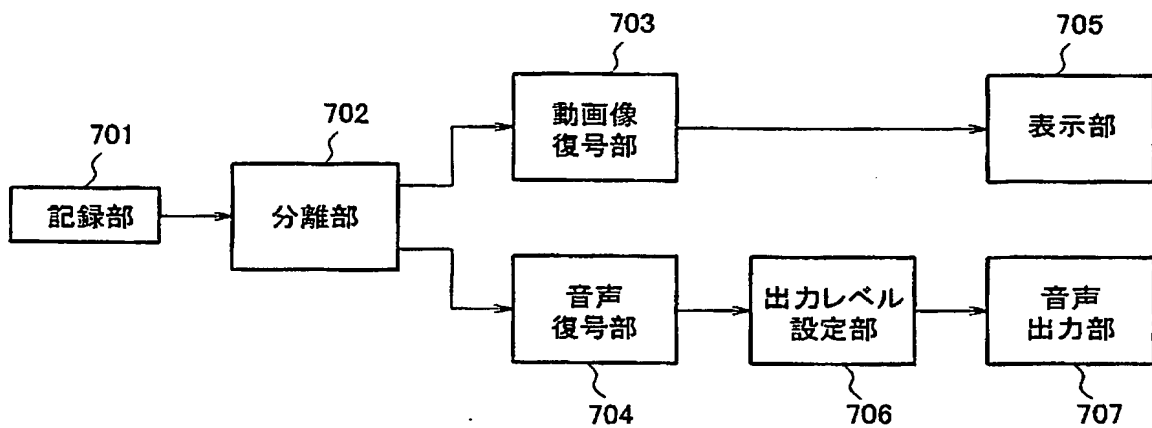 703
動画像
復号部
705
表示部
701
記録部
702
分離部
音声
復号部
704
出力レベル
設定部
706
音声
出力部
707